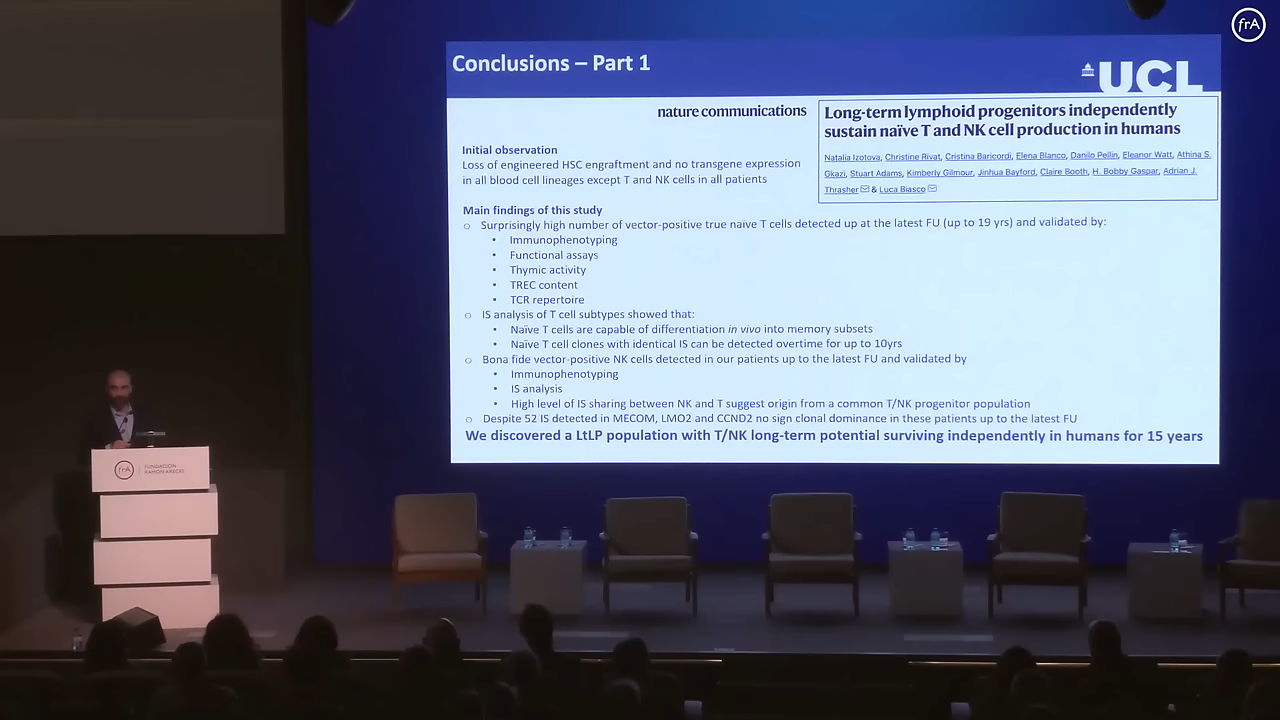 frA
Conclusions – Part 1
UCL
nature communications
Long-term lymphoid progenitors independently
sustain naïve T and NK cell production in humans
Natalia Izotova, Christine Rivat, Cristina Baricordi, Elena Blanco, Danilo Pellin, Eleanor Watt, Athina S.
Gkazi, Stuart Adams, Kimberly Gilmour, Jinhua Bayford, Claire Booth, H. Bobby Gaspar, Adrian J.
Thrasher & Luca Biasco
Initial observation
Loss of engineered HSC engraftment and no transgene expression
in all blood cell lineages except T and NK cells in all patients
Main findings of this study
o Surprisingly high number of vector-positive true naïve T cells detected up at the latest FU (up to 19 yrs) and validated by:
• Immunophenotyping
• Functional assays
• Thymic activity
• TREC content
• TCR repertoire
o IS analysis of T cell subtypes showed that:
• Naïve T cells are capable of differentiation in vivo into memory subsets
• Naïve T cell clones with identical IS can be detected overtime for up to 10yrs
o Bona fide vector-positive NK cells detected in our patients up to the latest FU and validated by
• Immunophenotyping
• IS analysis
• High level of IS sharing between NK and T suggest origin from a common T/NK progenitor population
o Despite 52 IS detected in MECOM, LMO2 and CCND2 no sign clonal dominance in these patients up to the latest FU
We discovered a LtLP population with T/NK long-term potential surviving independently in humans for 15 years
frA
FUNDACIÓN
RAMÓN ARECES